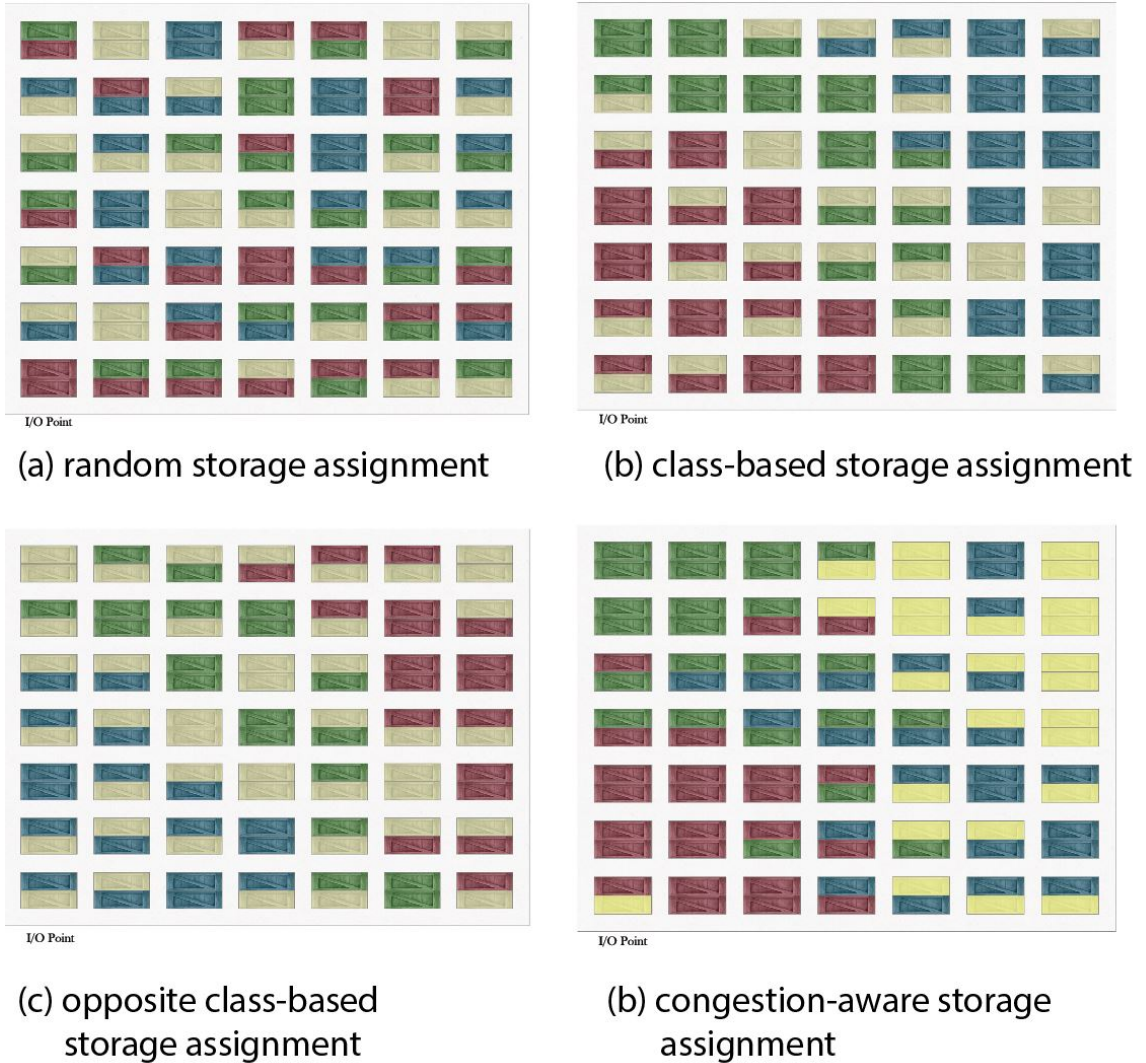 I/O Point
I/O Point
(a) random storage assignment
(b) class-based storage assignment
I/O Point
I/O Point
(c) opposite class-based
storage assignment
(b) congestion-aware storage
assignment